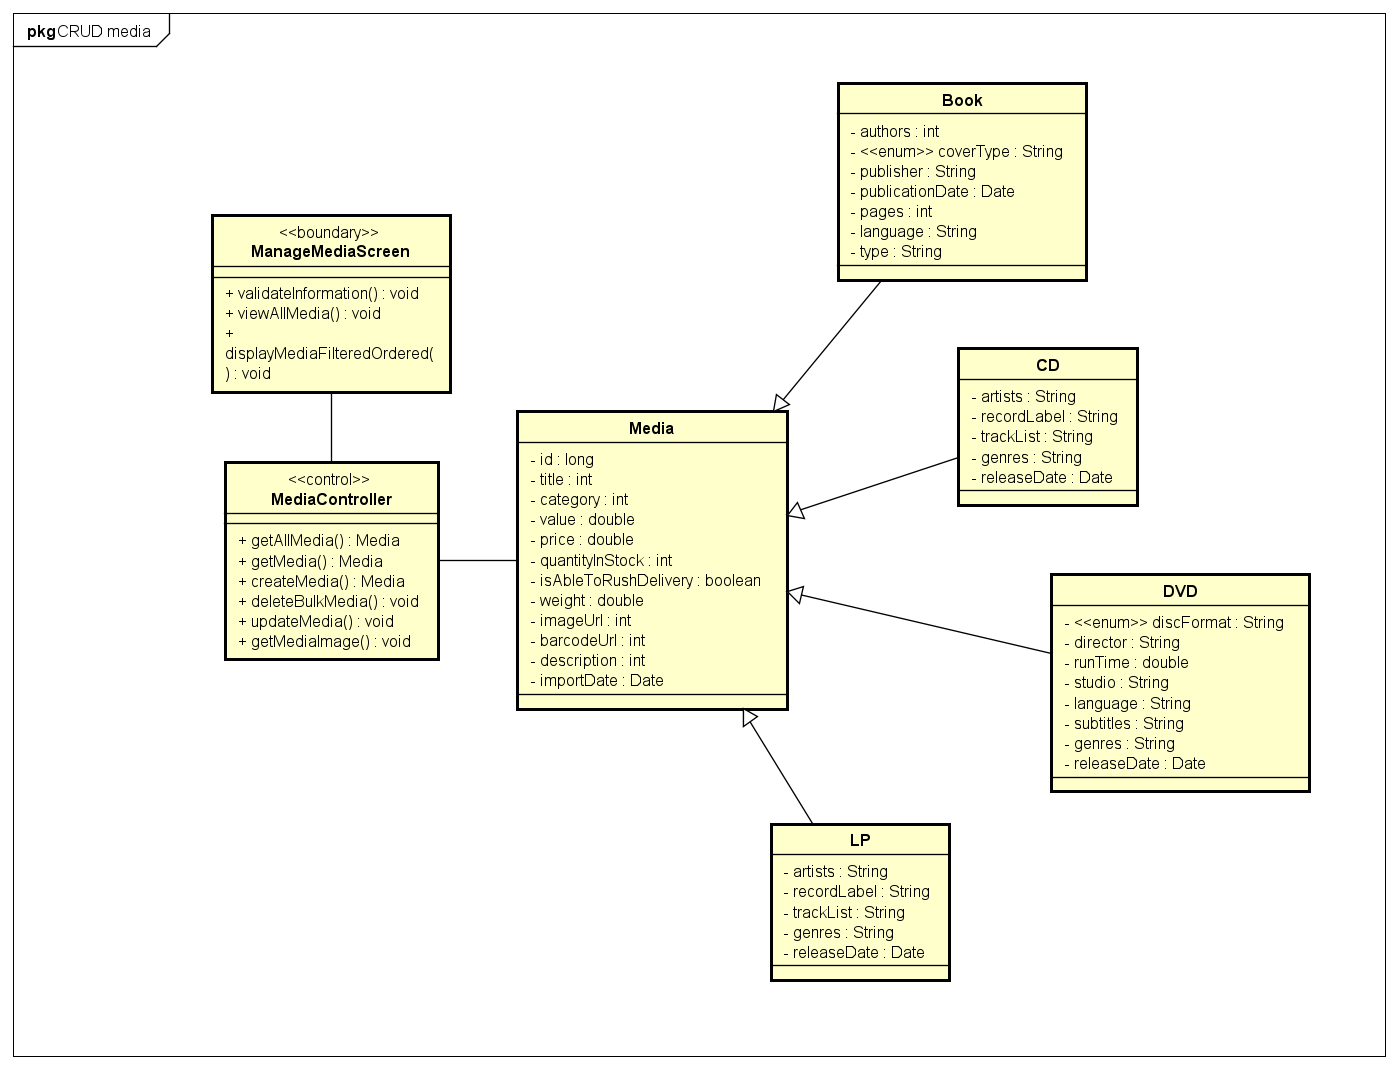 pkg CRUD media
Book
- authors : int
- <<enum>> coverType : String
- publisher : String
- publicationDate : Date
- pages : int
- language : String
- type : String
<<boundary>>
ManageMediaScreen
+ validateInformation() : void
+ viewAllMedia() : void
+
displayMediaFilteredOrdered(
) : void
CD
- artists : String
- recordLabel : String
- trackList : String
- genres : String
- releaseDate : Date
Media
- id : long
- title : int
- category : int
- value : double
- price : double
- quantityInStock : int
- isAbleToRushDelivery : boolean
- weight : double
- imageUrl : int
- barcodeUrl : int
- description : int
- importDate : Date
<<control>>
MediaController
+ getAllMedia() : Media
+ getMedia() : Media
+ createMedia() : Media
+ deleteBulkMedia() : void
+ updateMedia() : void
+ getMediaImage() : void
DVD
- <<enum>> discFormat : String
- director : String
- runTime : double
- studio : String
- language : String
- subtitles : String
- genres : String
- releaseDate : Date
LP
- artists : String
- recordLabel : String
- trackList : String
- genres : String
- releaseDate : Date